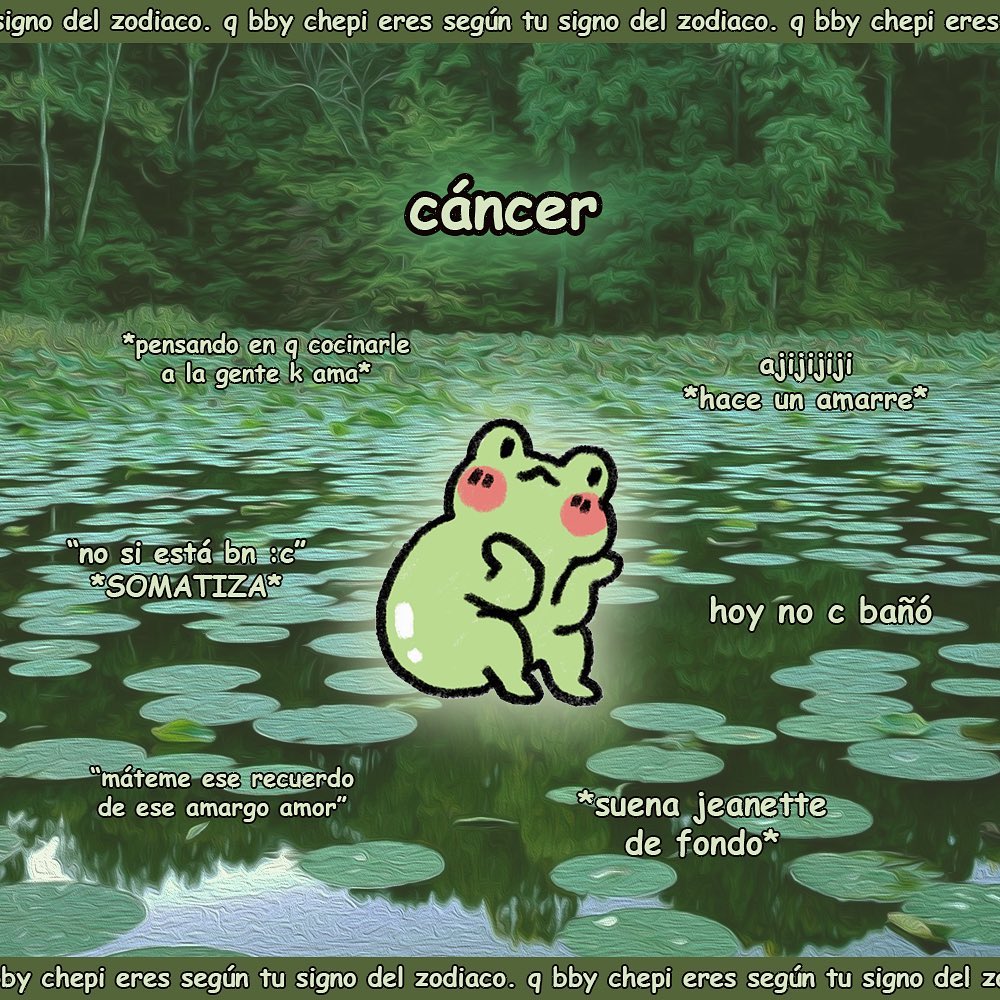 signo del zodiaco. q bby chepi eres según tu signo del zodiaco. q bby chepi eres
cáncer
*pensando en q cocinarle
a la gente k ama*
ajijijiji
*hace un amarre*
“no si está bn :c”
*SOMATIZA*
hoy no c bañó
“máteme ese recuerdo
de ese amargo amor”
*suena jeanette
de fondo*
bby chepi eres según tu signo del zodiaco. q bby chepi eres según tu signo del zo